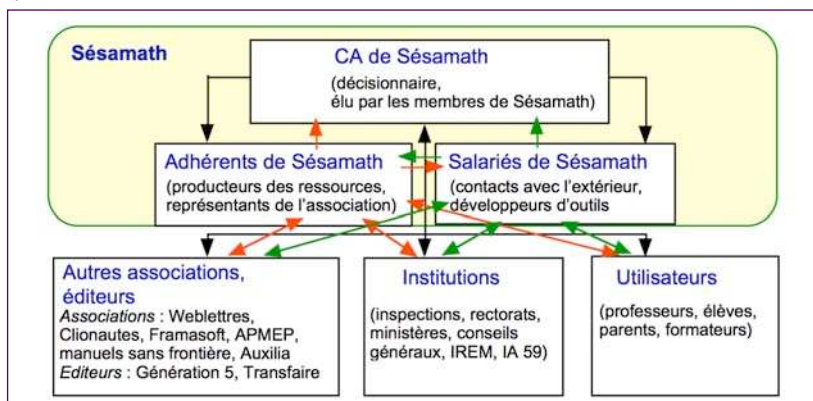 Sésamath
CA de Sésamath
(décisionnaire,
élu par les membres de Sésamath)
Adhérents de Sésamath
(producteurs des ressources,
représentants de l'association)
Salariés de Sésamath
(contacts avec l'extérieur,
développeurs d'outils
Autres associations,
éditeurs
Associations : Weblettres,
Clionautes, Framasoft, APMEP,
manuels sans frontière, Auxilia
Editeurs : Génération 5, Transfaire
Institutions
(inspections, rectorats,
ministères, conseils
généraux, IREM, IA 59)
Utilisateurs
(professeurs, élèves,
parents, formateurs)